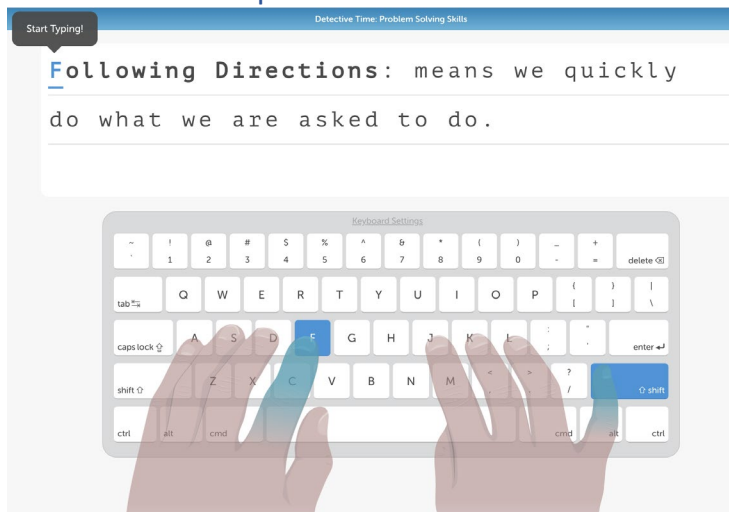 Detective Time: Problem Solving Skills
Start Typing!
Following Directions: means we quickly
do what we are asked to do.
Keyboard Settings
~ ! @ # $ % ^ & * ( ) _ +
` 1 2 3 4 5 6 7 8 9 0 - = delete
{ } |
tab Q W E R T Y U I O P [ ] \
: "
caps lock A S D F G H J K L ; ' enter
< > ?
shift Z X C V B N M , . / shift
ctrl alt cmd cmd alt ctrl